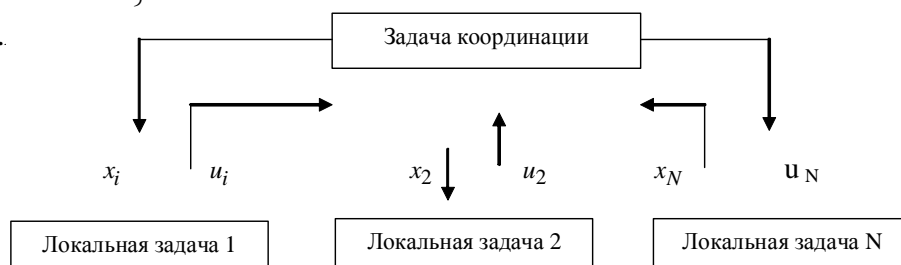 Задача координации
x_i u_i x_2 u_2 x_N u_N
Локальная задача 1 Локальная задача 2 Локальная задача N